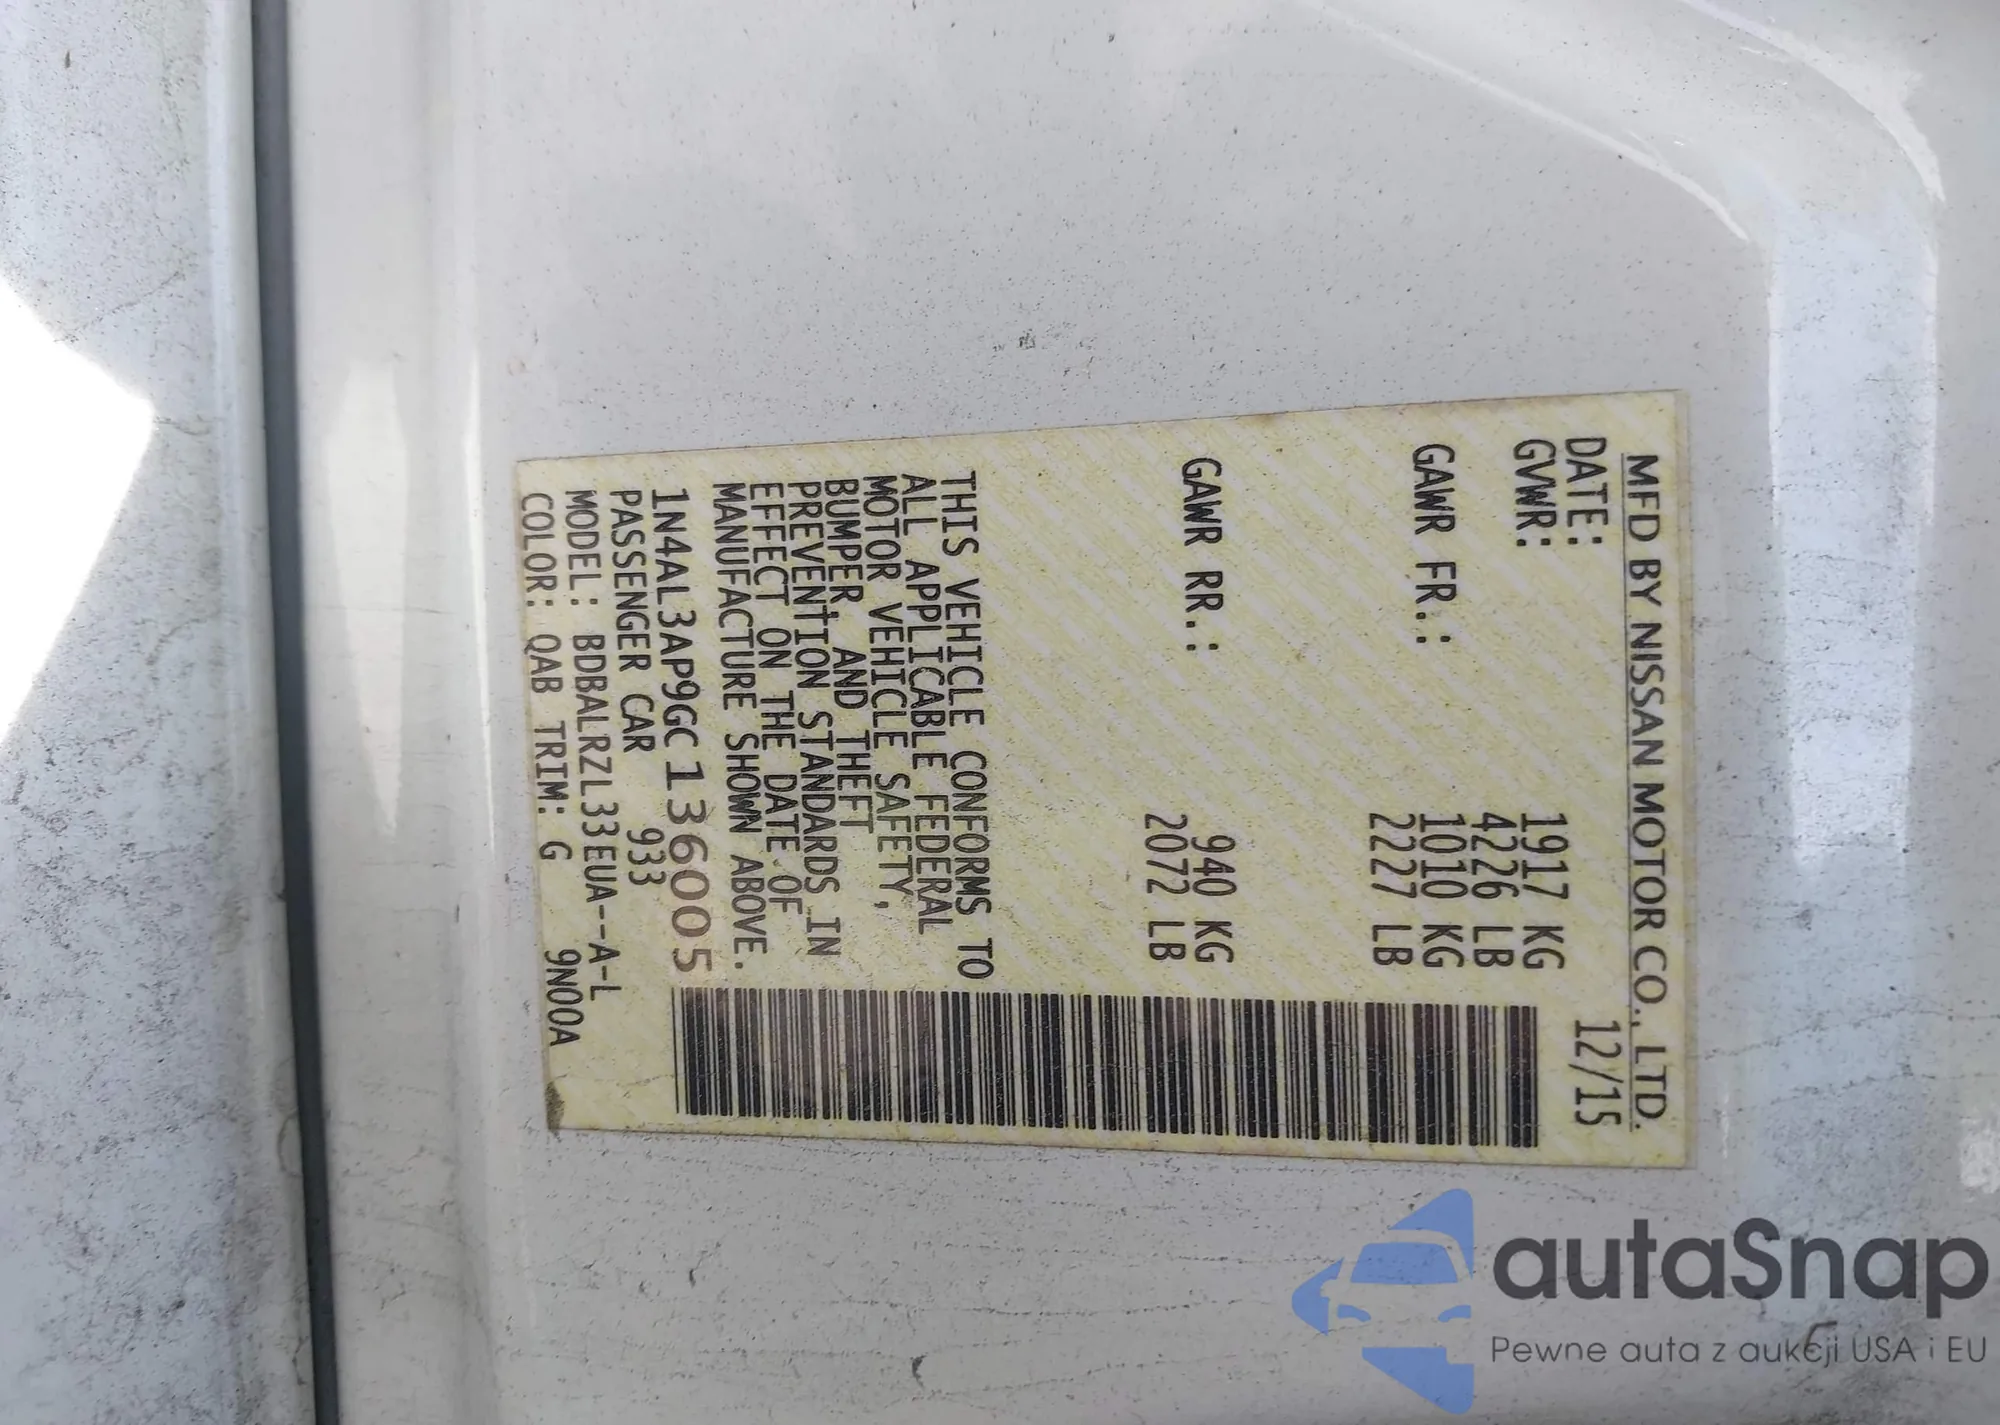 MFD BY NISSAN MOTOR CO., LTD.
DATE: 12/15
GVWR: 1917 KG
4226 LB
GAWR FR.: 1010 KG
2227 LB
GAWR RR.: 940 KG
2072 LB
THIS VEHICLE CONFORMS TO
ALL APPLICABLE FEDERAL
MOTOR VEHICLE SAFETY,
BUMPER, AND THEFT
PREVENTION STANDARDS IN
EFFECT ON THE DATE OF
MANUFACTURE SHOWN ABOVE.
1N4AL3AP9GC136005
PASSENGER CAR 933
MODEL: BDBALRZL33EUA--A-L
COLOR: QAB TRIM: G 9N00A
autaSnap
Pewne auta z aukcji USA i EU